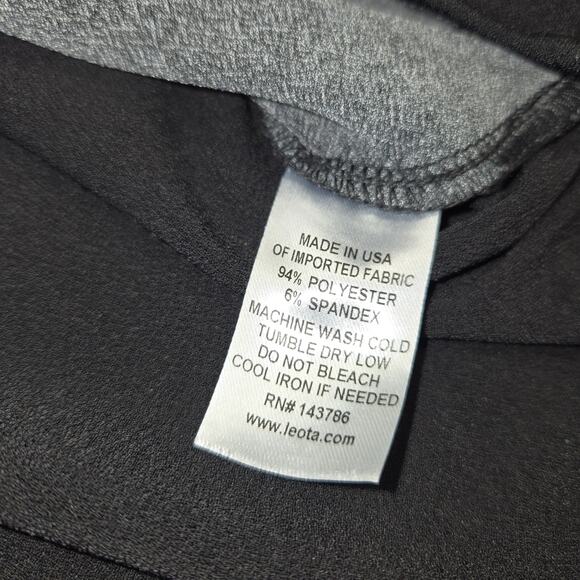 MADE IN USA
OF IMPORTED FABRIC
94% POLYESTER
6% SPANDEX
MACHINE WASH COLD
TUMBLE DRY LOW
DO NOT BLEACH
COOL IRON IF NEEDED
RN# 143786
www.leota.com